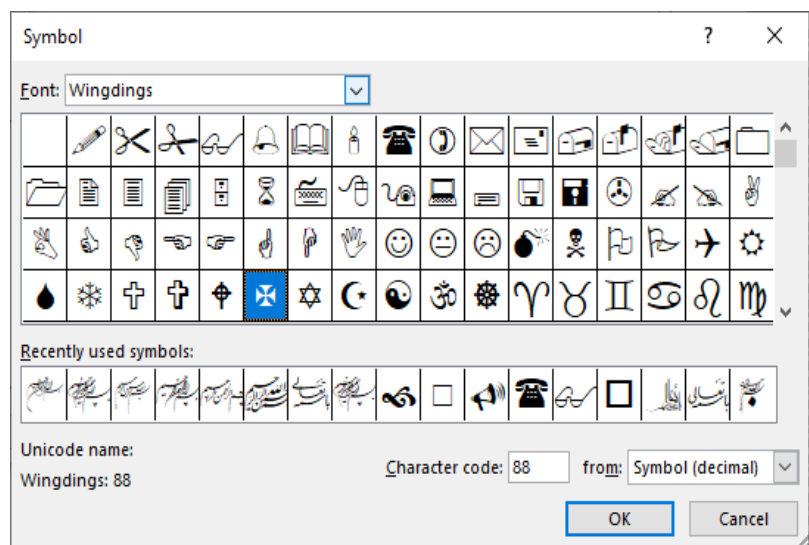 Symbol ? ×
Font: Wingdings
Recently used symbols:
Unicode name:
Wingdings: 88
Character code: 88 from: Symbol (decimal)
OK Cancel